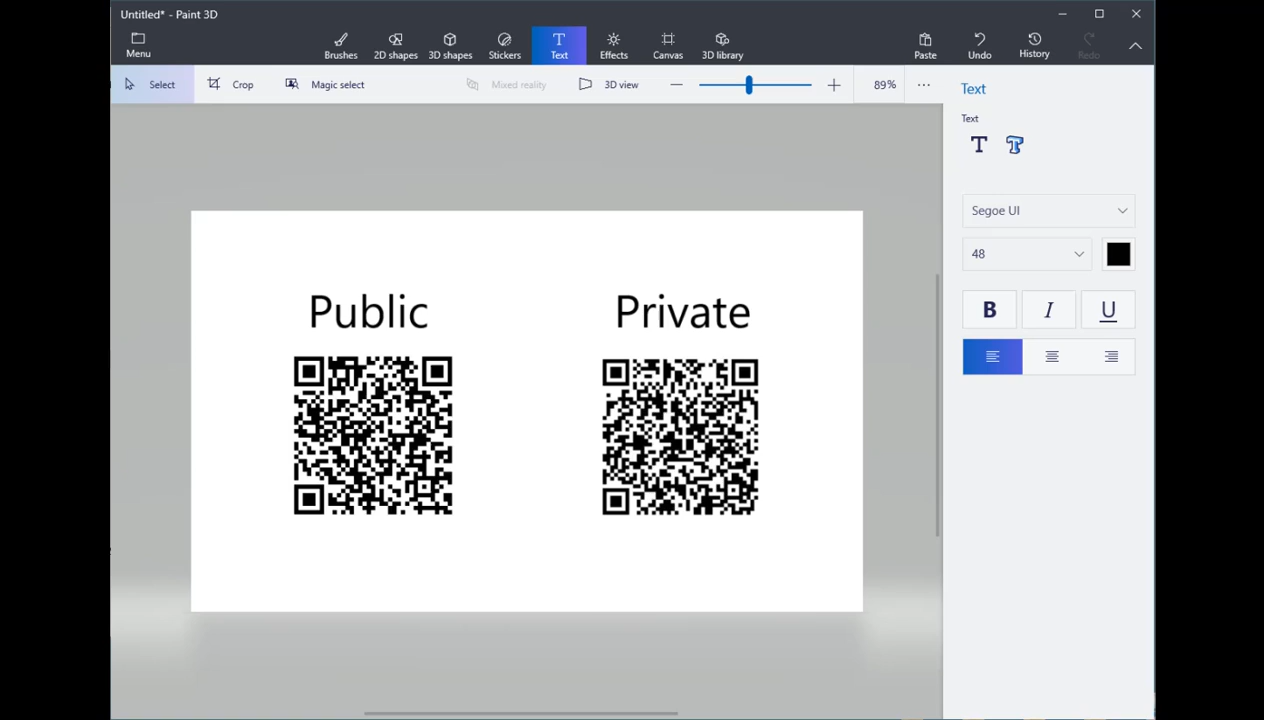 Untitled* - Paint 3D
Menu
Brushes
2D shapes
3D shapes
Stickers
T
Text
Effects
Canvas
3D library
Paste
Undo
History
Redo
Select
Crop
Magic select
Mixed reality
3D view
89%
Text
Text
T T
Segoe UI
48
B I U
Public
Private